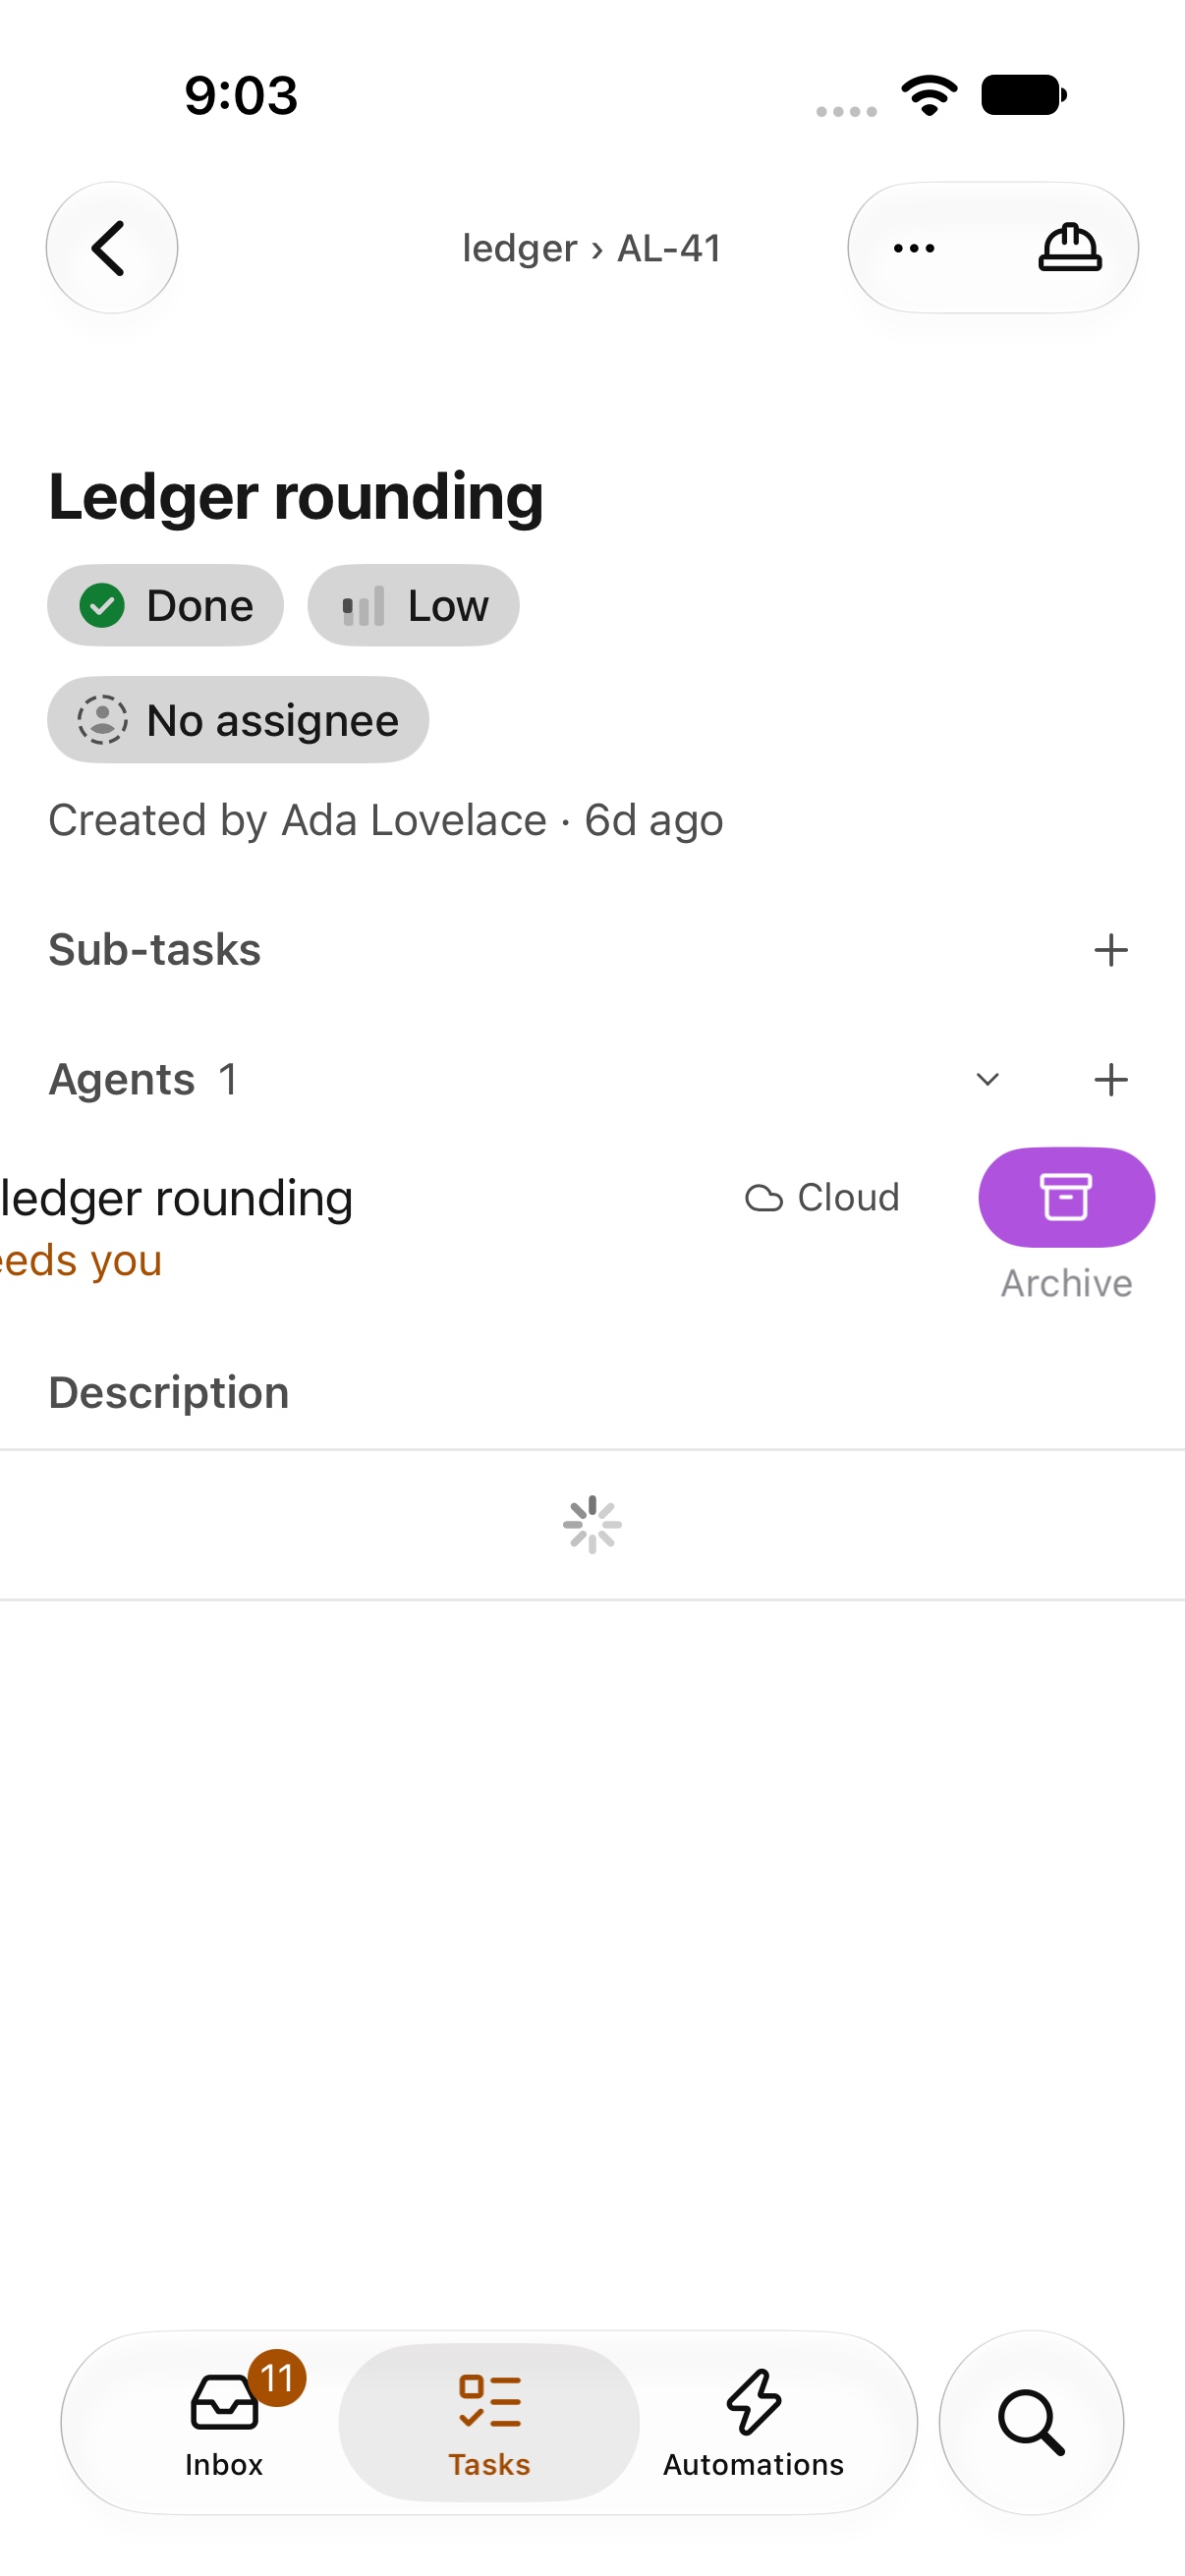 9:03
ledger › AL-41
Ledger rounding
Done
Low
No assignee
Created by Ada Lovelace · 6d ago
Sub-tasks
Agents 1
ledger rounding
Cloud
eeds you
Archive
Description
11
Inbox
Tasks
Automations